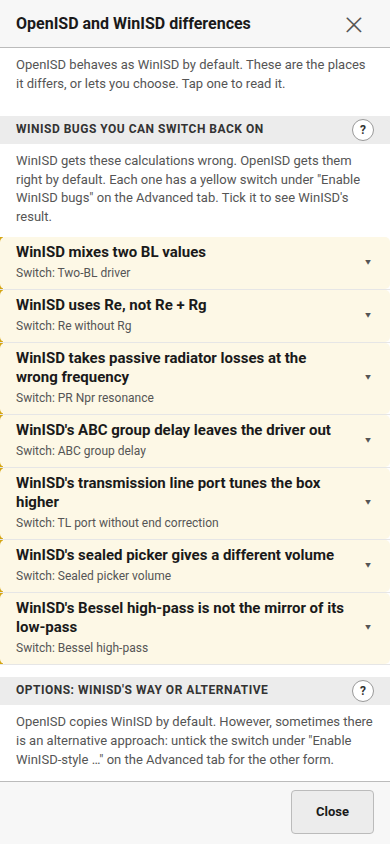 OpenISD and WinISD differences
OpenISD behaves as WinISD by default. These are the places
it differs, or lets you choose. Tap one to read it.
WINISD BUGS YOU CAN SWITCH BACK ON
?
WinISD gets these calculations wrong. OpenISD gets them
right by default. Each one has a yellow switch under "Enable
WinISD bugs" on the Advanced tab. Tick it to see WinISD's
result.
WinISD mixes two BL values
Switch: Two-BL driver
WinISD uses Re, not Re + Rg
Switch: Re without Rg
WinISD takes passive radiator losses at the
wrong frequency
Switch: PR Npr resonance
WinISD's ABC group delay leaves the driver out
Switch: ABC group delay
WinISD's transmission line port tunes the box
higher
Switch: TL port without end correction
WinISD's sealed picker gives a different volume
Switch: Sealed picker volume
WinISD's Bessel high-pass is not the mirror of its
low-pass
Switch: Bessel high-pass
OPTIONS: WINISD'S WAY OR ALTERNATIVE
?
OpenISD copies WinISD by default. However, sometimes there
is an alternative approach: untick the switch under "Enable
WinISD-style …" on the Advanced tab for the other form.
Close